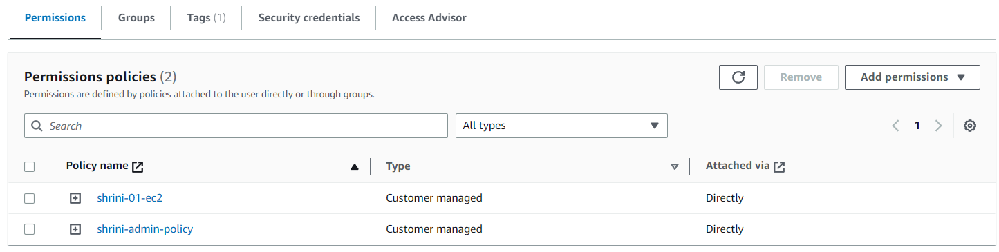 Permissions Groups Tags (1) Security credentials Access Advisor
Permissions policies (2)
Remove Add permissions
Permissions are defined by policies attached to the user directly or through groups.
Search All types 1
Policy name Type Attached via
shrini-01-ec2 Customer managed Directly
shrini-admin-policy Customer managed Directly